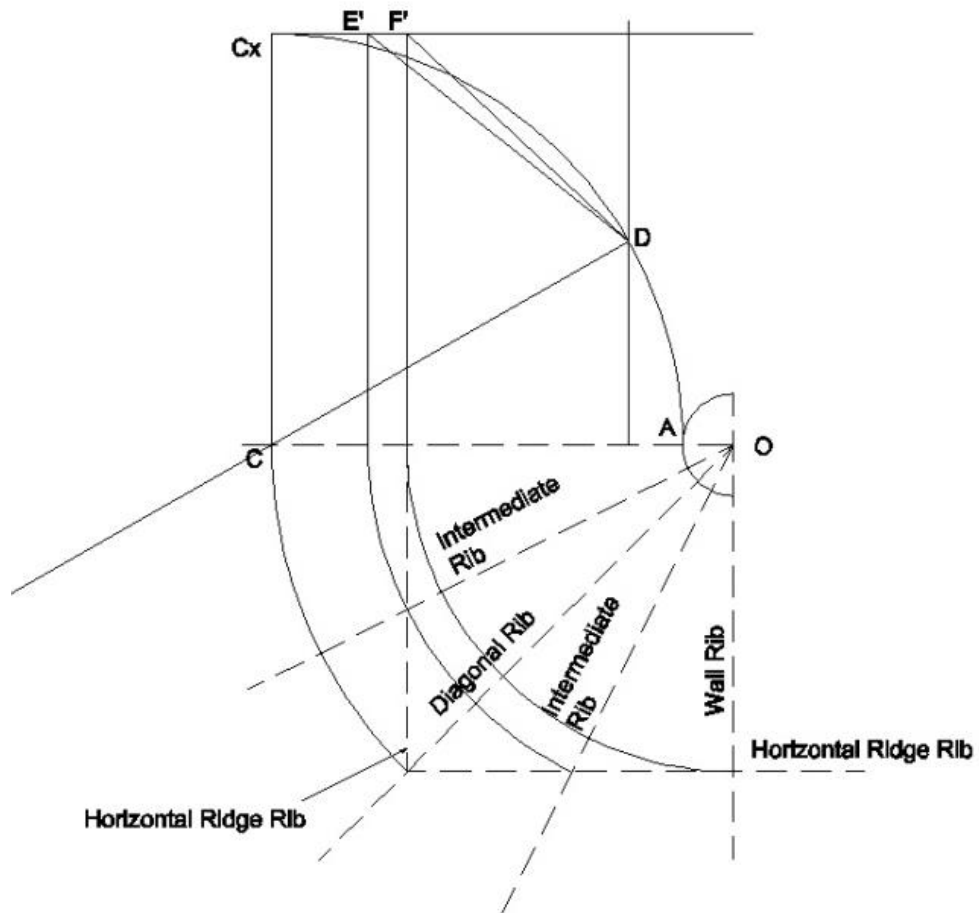 E' F'
Cx
D
A
C
O
Intermediate
Rib
Diagonal Rib
Intermediate
Rib
Wall Rib
Horizontal Ridge Rib
Horizontal Ridge Rib